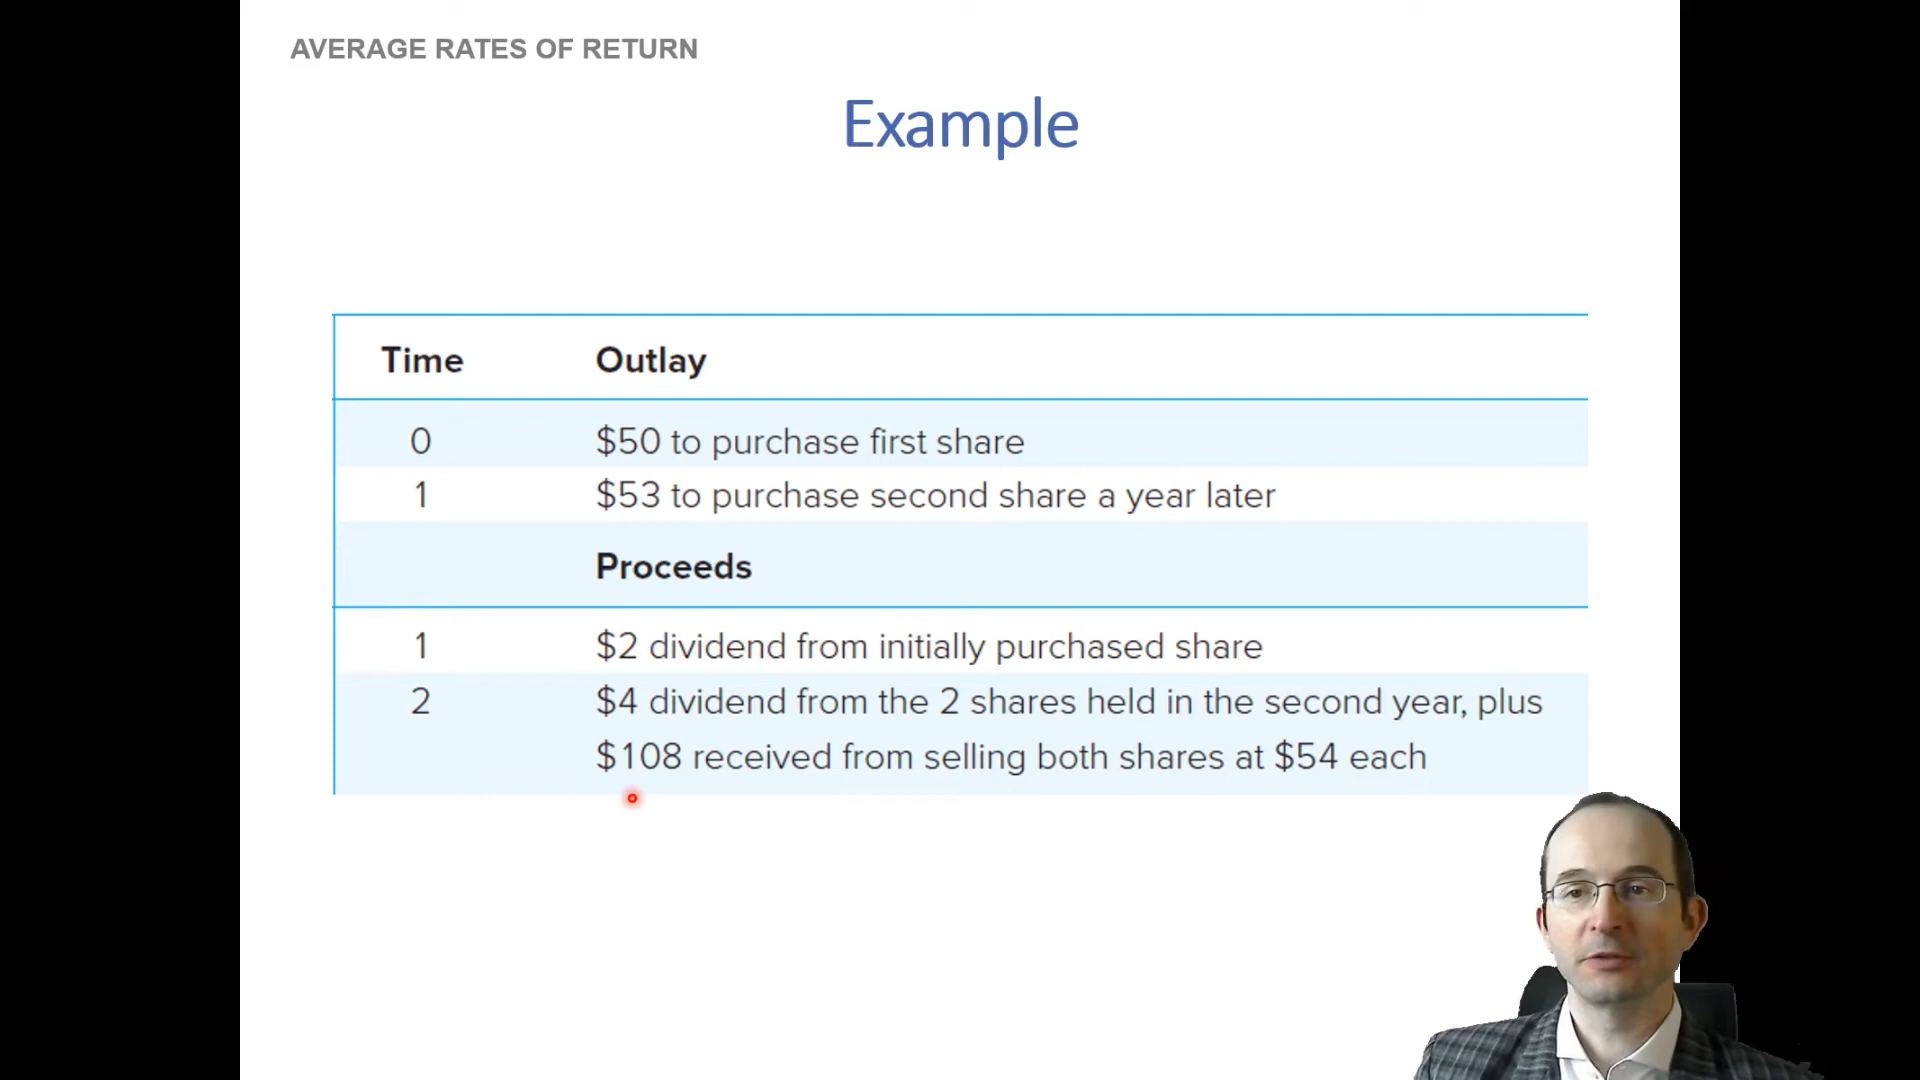 AVERAGE RATES OF RETURN
Example
Time Outlay
0 $50 to purchase first share
1 $53 to purchase second share a year later
Proceeds
1 $2 dividend from initially purchased share
2 $4 dividend from the 2 shares held in the second year, plus
$108 received from selling both shares at $54 each